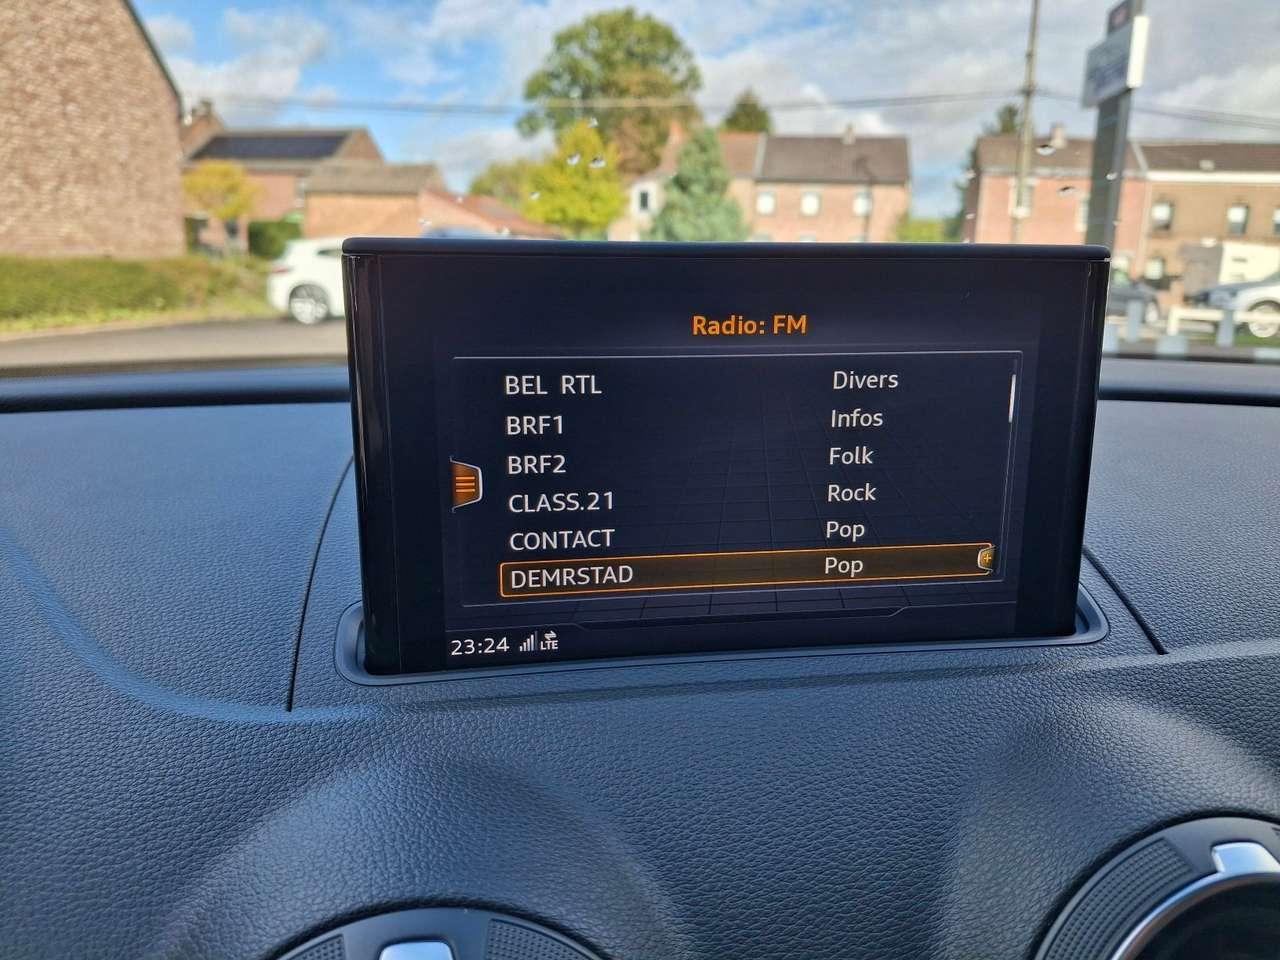 Radio: FM
BEL RTL Divers
BRF1 Infos
BRF2 Folk
CLASS.21 Rock
CONTACT Pop
DEMRSTAD Pop
23:24 LTE